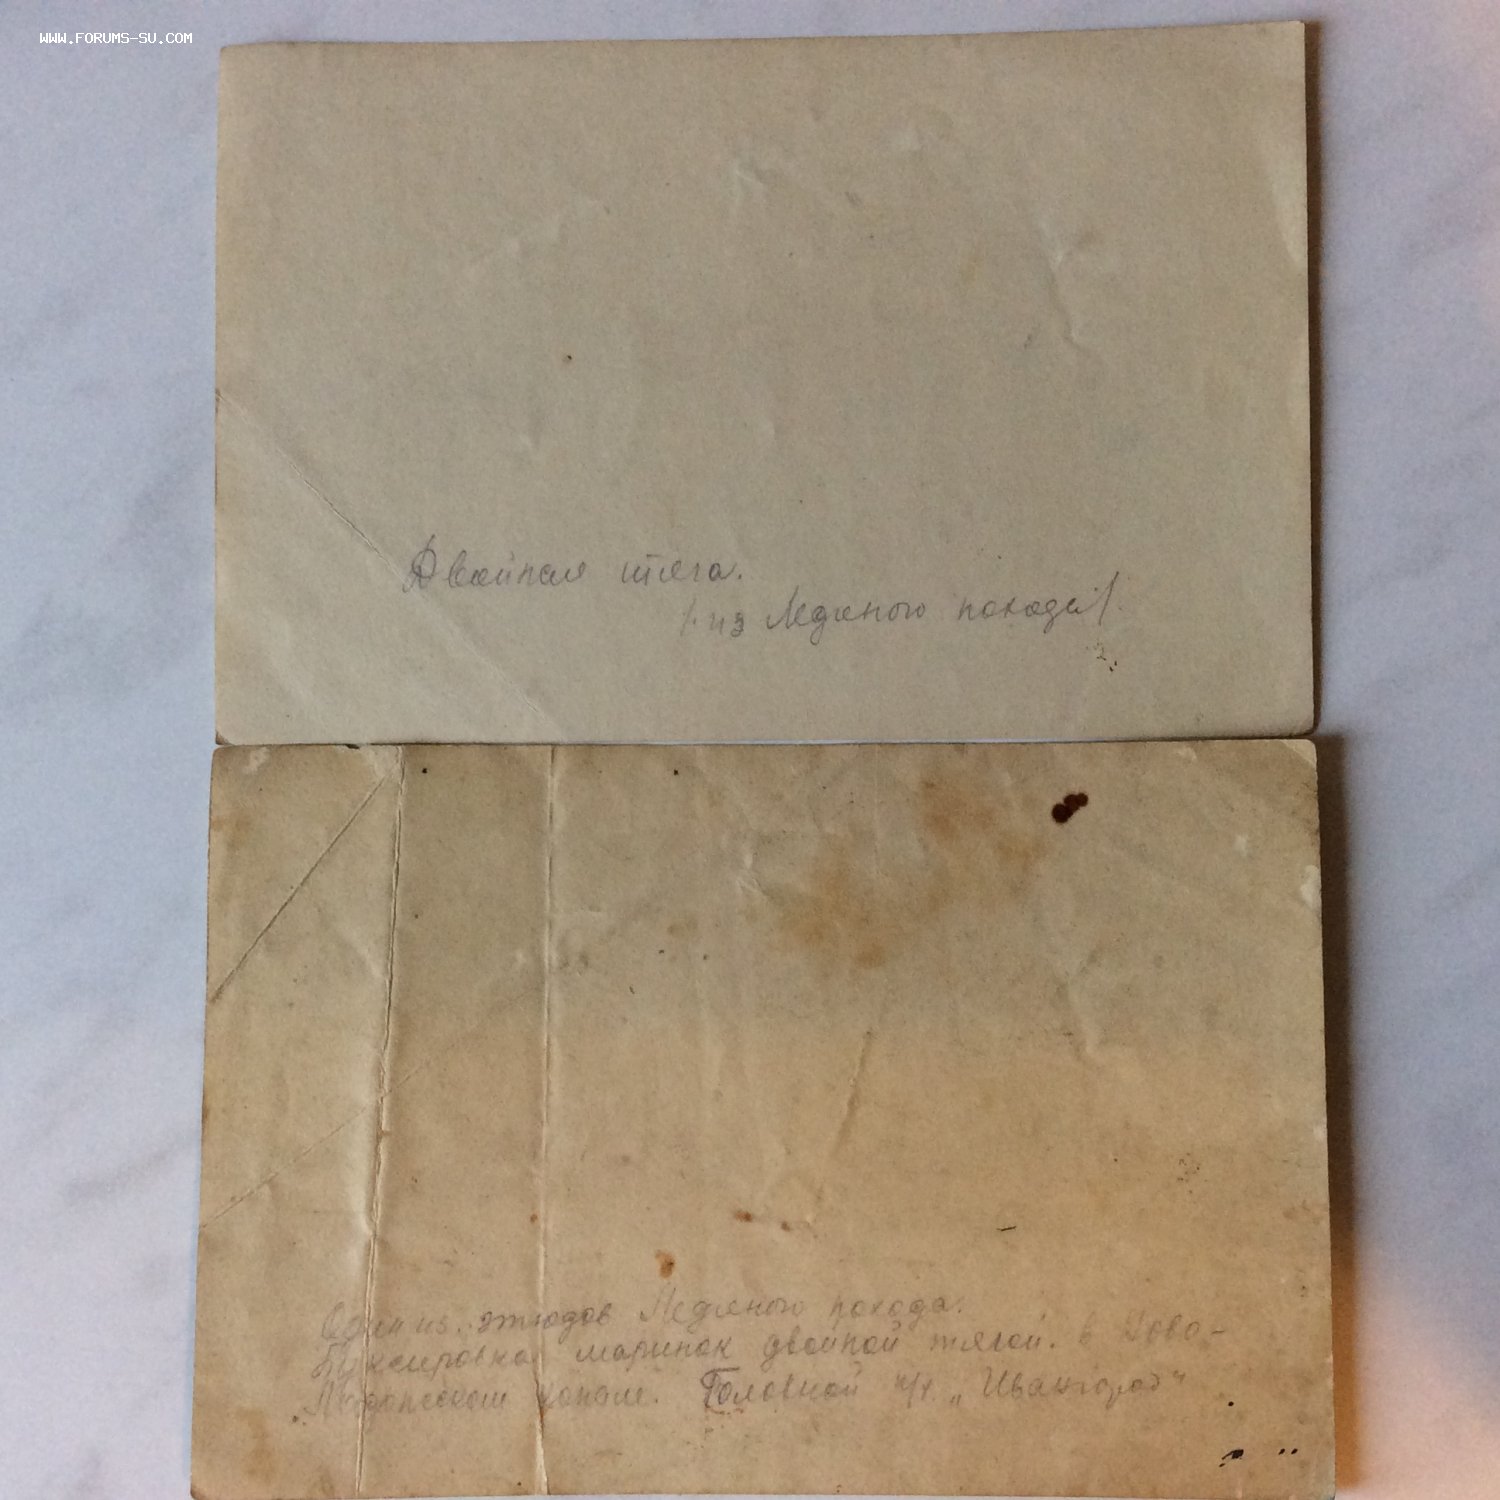 WWW.FORUMS-SU.COM
Двойная тяга.
/из Ледяного похода/.
Один из этюдов Ледяного похода.
Буксировка маринок двойной тягой. в Ново-
Ладожском канале. Головной п/х. „Ивангород"